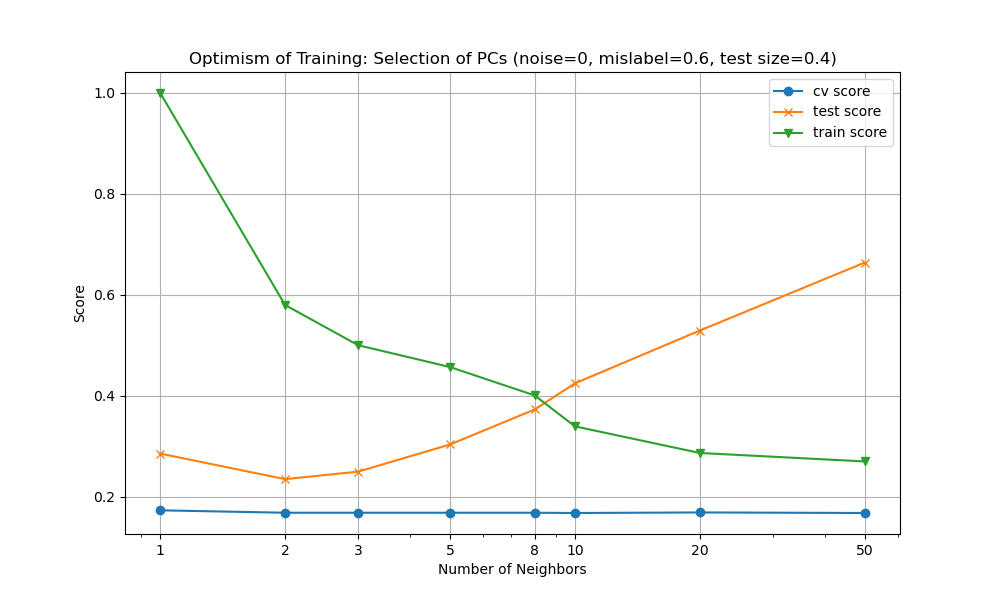 Optimism of Training: Selection of PCs (noise=0, mislabel=0.6, test size=0.4)
cv score
test score
train score
Score
1.0
0.8
0.6
0.4
0.2
1 2 3 5 8 10 20 50
Number of Neighbors